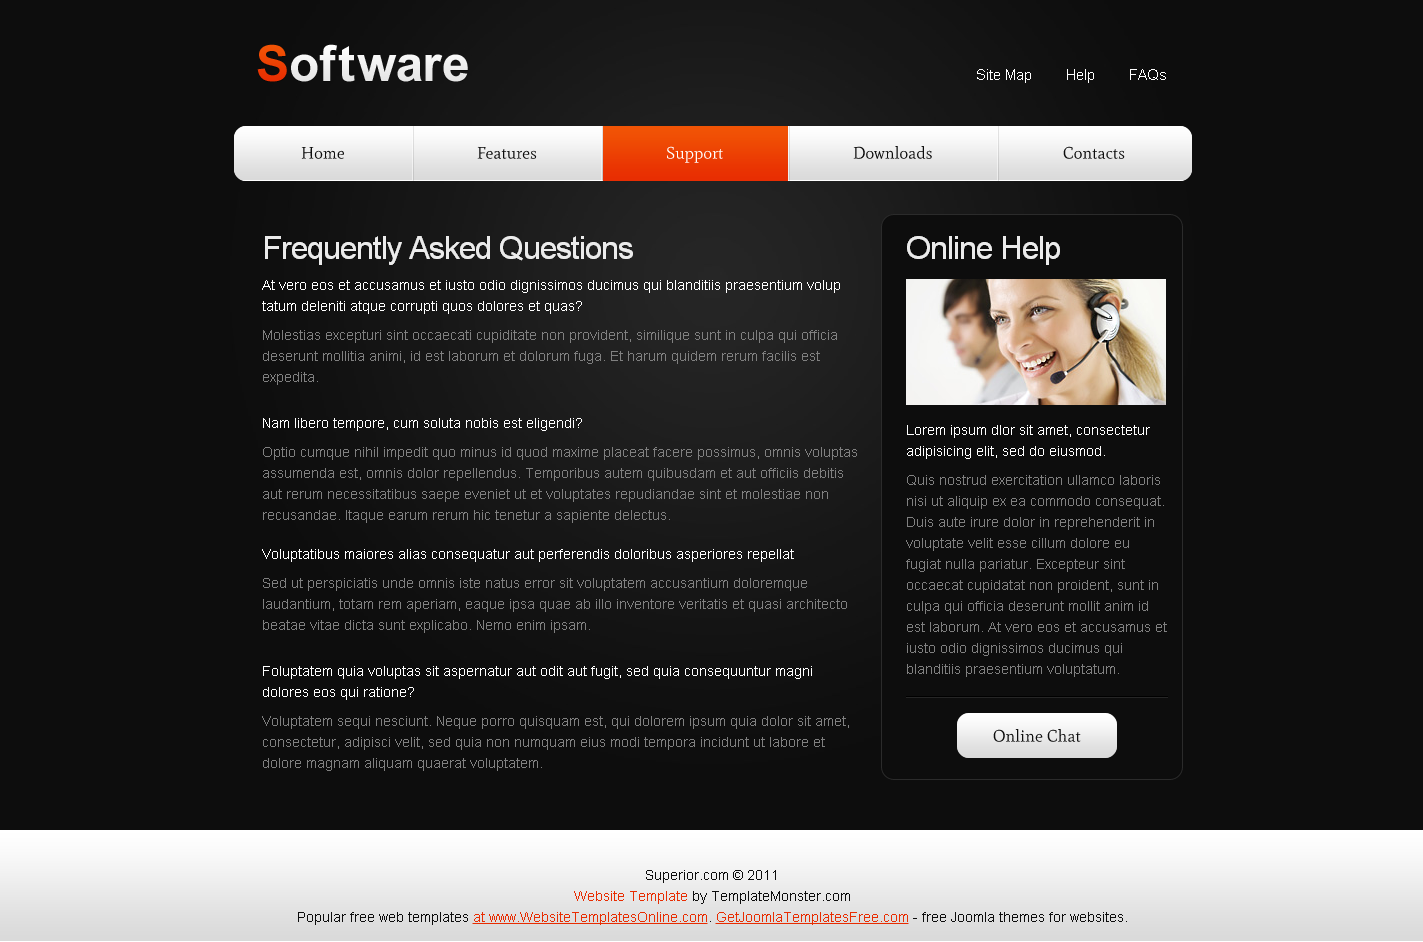 Software
Site Map Help FAQs
Home Features Support Downloads Contacts
Frequently Asked Questions
At vero eos et accusamus et iusto odio dignissimos ducimus qui blanditiis praesentium volup
tatum deleniti atque corrupti quos dolores et quas?
Molestias excepturi sint occaecati cupiditate non provident, similique sunt in culpa qui officia
deserunt mollitia animi, id est laborum et dolorum fuga. Et harum quidem rerum facilis est
expedita.
Nam libero tempore, cum soluta nobis est eligendi?
Optio cumque nihil impedit quo minus id quod maxime placeat facere possimus, omnis voluptas
assumenda est, omnis dolor repellendus. Temporibus autem quibusdam et aut officiis debitis
aut rerum necessitatibus saepe eveniet ut et voluptates repudiandae sint et molestiae non
recusandae. Itaque earum rerum hic tenetur a sapiente delectus.
Voluptatibus maiores alias consequatur aut perferendis doloribus asperiores repellat
Sed ut perspiciatis unde omnis iste natus error sit voluptatem accusantium doloremque
laudantium, totam rem aperiam, eaque ipsa quae ab illo inventore veritatis et quasi architecto
beatae vitae dicta sunt explicabo. Nemo enim ipsam.
Foluptatem quia voluptas sit aspernatur aut odit aut fugit, sed quia consequuntur magni
dolores eos qui ratione?
Voluptatem sequi nesciunt. Neque porro quisquam est, qui dolorem ipsum quia dolor sit amet,
consectetur, adipisci velit, sed quia non numquam eius modi tempora incidunt ut labore et
dolore magnam aliquam quaerat voluptatem.
Online Help
Lorem ipsum dlor sit amet, consectetur
adipisicing elit, sed do eiusmod.
Quis nostrud exercitation ullamco laboris
nisi ut aliquip ex ea commodo consequat.
Duis aute irure dolor in reprehenderit in
voluptate velit esse cillum dolore eu
fugiat nulla pariatur. Excepteur sint
occaecat cupidatat non proident, sunt in
culpa qui officia deserunt mollit anim id
est laborum. At vero eos et accusamus et
iusto odio dignissimos ducimus qui
blanditiis praesentium voluptatum.
Online Chat
Superior.com © 2011
Website Template by TemplateMonster.com
Popular free web templates at www.WebsiteTemplatesOnline.com. GetJoomlaTemplatesFree.com - free Joomla themes for websites.